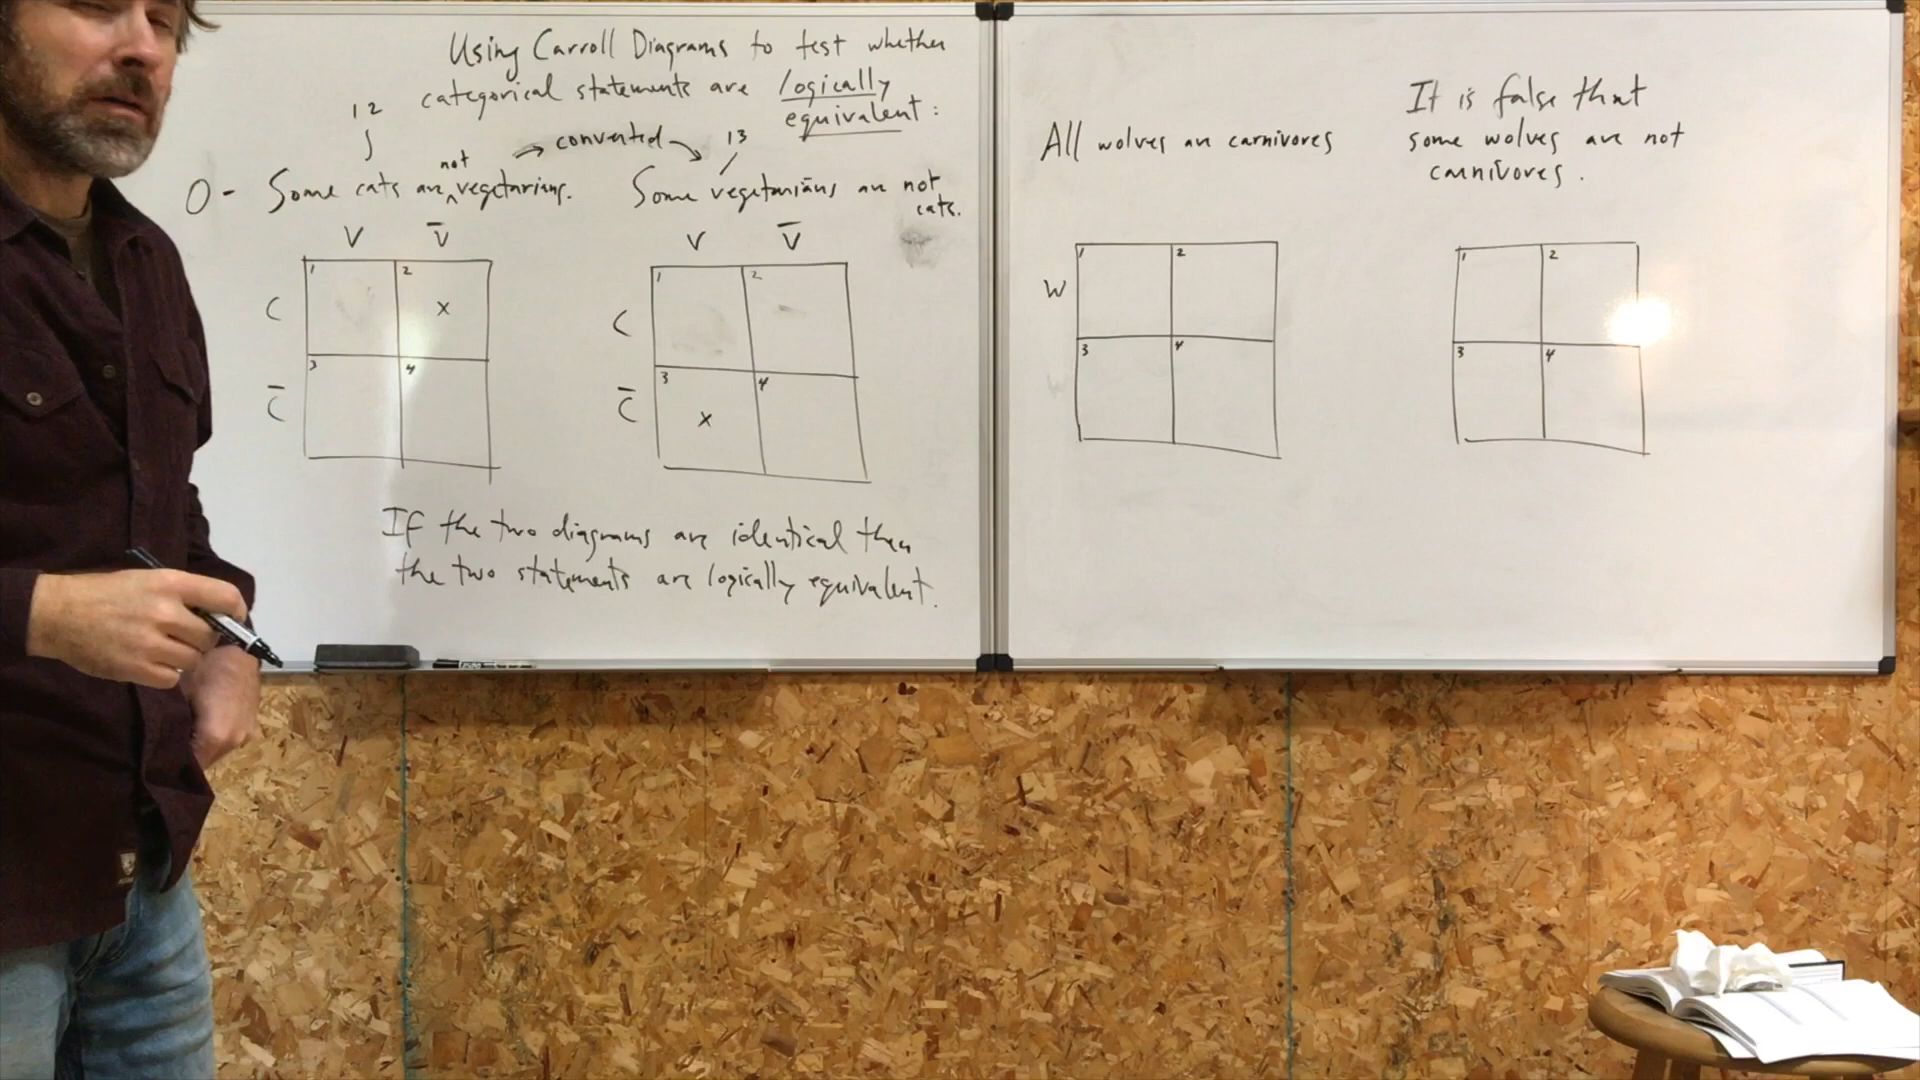 Using Carroll Diagrams to test whether
categorical statements are logically
equivalent:
12
converted
13
not
O- Some cats are ^ vegetarians.
Some vegetarians are not
cats.
V V̅
C
C̅
1 2
x
3 4
V V̅
C
C̅
1 2
3 4
x
If the two diagrams are identical then
the two statements are logically equivalent.
All wolves are carnivores
It is false that
some wolves are not
carnivores.
W
1 2
3 4
1 2
3 4